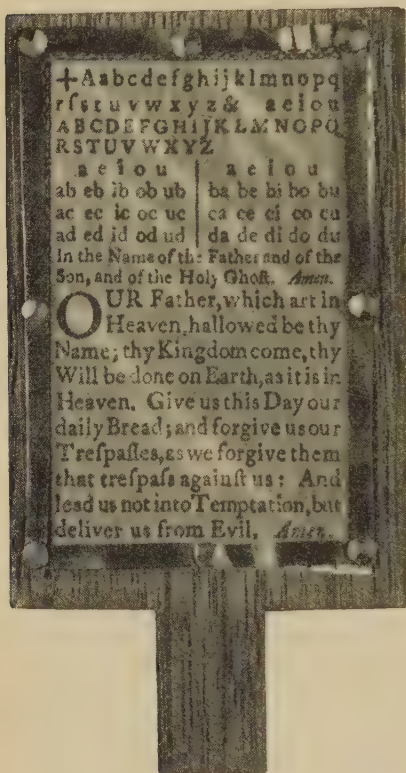 +Aabcdefghijklmnopq
rſstuvwxyz& aeiou
ABCDEFGHIJKLMNOPQ
RSTUVWXYZ
a e i o u | a e i o u
ab eb ib ob ub | ba be bi bo bu
ac ec ic oc uc | ca ce ci co cu
ad ed id od ud | da de di do du
In the Name of the Father and of the
Son, and of the Holy Ghoſt. Amen.
OUR Father, which art in
Heaven, hallowed be thy
Name; thy Kingdom come, thy
Will be done on Earth, as it is in
Heaven. Give us this Day our
daily Bread; and forgive us our
Treſpaſſes, as we forgive them
that treſpaſs againſt us: And
lead us not into Temptation, but
deliver us from Evil. Amen.